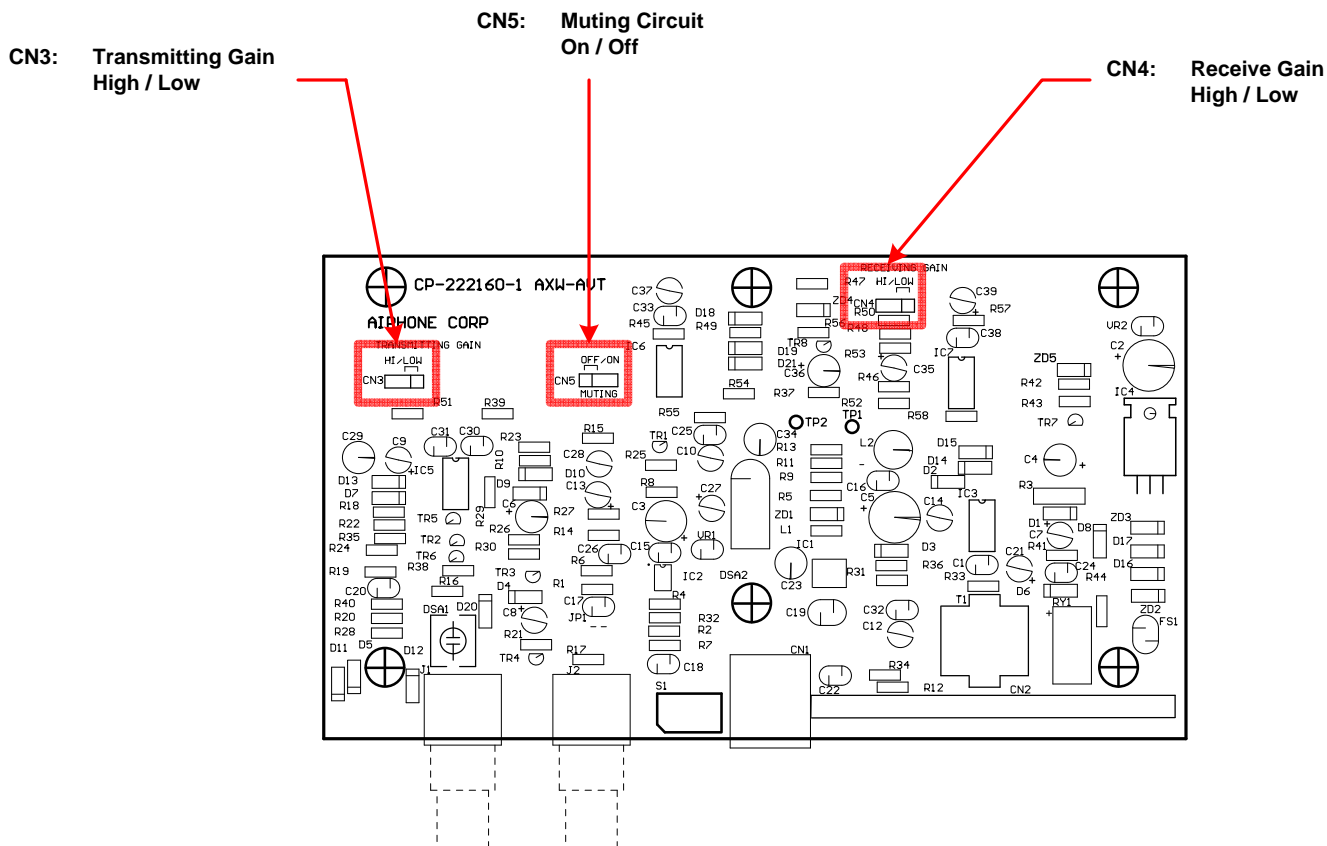 CN5: Muting Circuit
On / Off
CN3: Transmitting Gain
High / Low
CN4: Receive Gain
High / Low
CP-222160-1 AXW-AVT
AIPHONE CORP
TRANSMITTING GAIN
HI/LOW
CN3
OFF/ON
CN5
MUTING
RECEIVING GAIN
HI/LOW
CN4
C37
C33
R45
IC6
D18
R49
R47
ZD4
R50
R56
R48
TR8
D19
D21
C36
R37
R54
R53
R46
C35
R52
C39
R57
C38
IC7
R58
VR2
C2
ZD5
R42
R43
IC4
TR7
R51
R39
R55
TP2
TP1
C29
C9
C31
C30
IC5
R23
R10
R15
C28
D10
C13
TR1
R25
C25
C10
C34
R13
R11
R9
R5
ZD1
L1
L2
-
C16
C5
D15
D14
D2
IC3
C14
C4
+
R3
D13
D7
R18
R22
R35
R24
D9
C6
R29
R27
R14
R26
R30
R8
C3
C27
VR1
TR5
TR2
TR6
R38
C26
R6
C15
IC2
IC1
C23
D3
R36
R31
C1
R33
C21
D6
D1
C7
R41
C24
R44
D8
ZD3
D17
D16
R19
C20
R16
TR3
R1
DSA2
R40
R20
R28
DSA1
D20
D4
C8
R21
C17
JP1
R4
R32
R2
R7
C19
C32
C12
T1
RY1
ZD2
FS1
D11
D5
D12
J1
TR4
R17
J2
C18
S1
CN1
C22
R34
R12
CN2